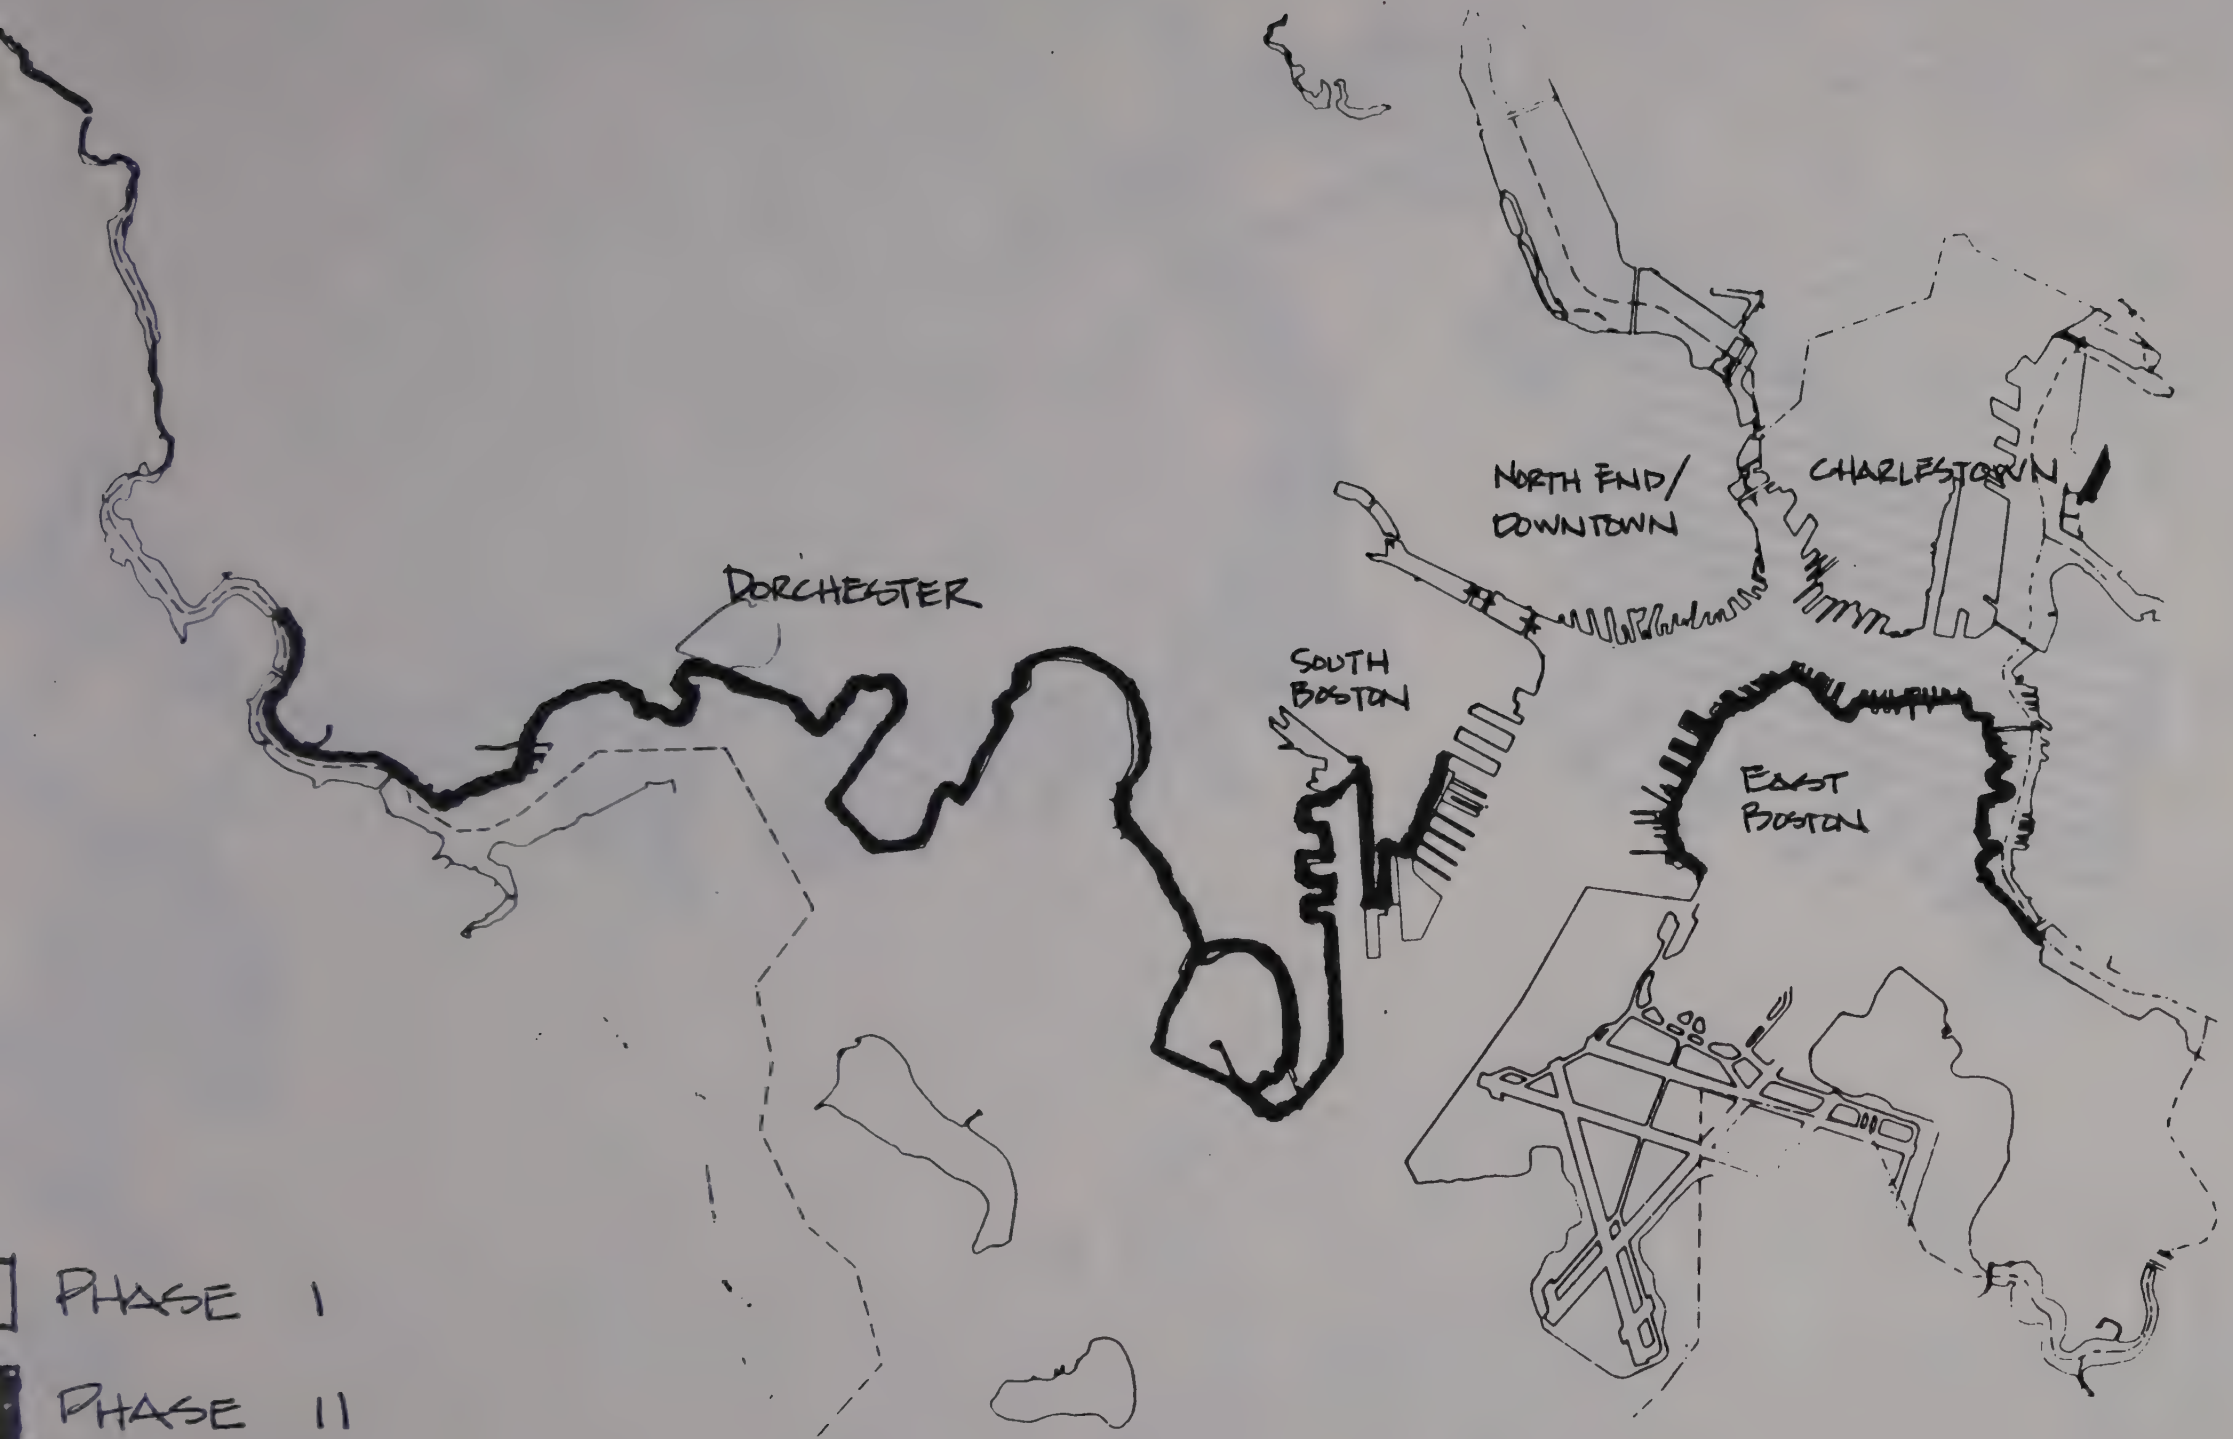 NORTH END/
DOWNTOWN
CHARLESTOWN
DORCHESTER
SOUTH
BOSTON
EAST
BOSTON
PHASE I
PHASE II